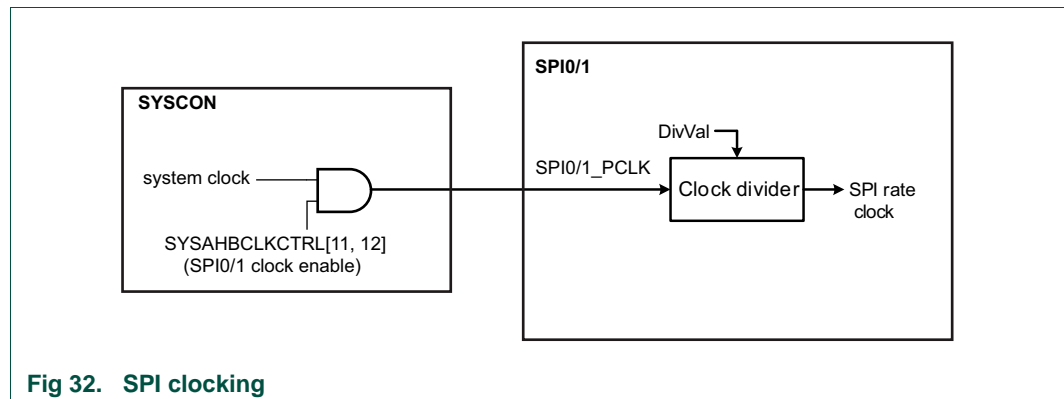 SPI0/1
SYSCON
DivVal
system clock
SPI0/1_PCLK
Clock divider
SPI rate
clock
SYSAHBCLKCTRL[11, 12]
(SPI0/1 clock enable)
Fig 32. SPI clocking